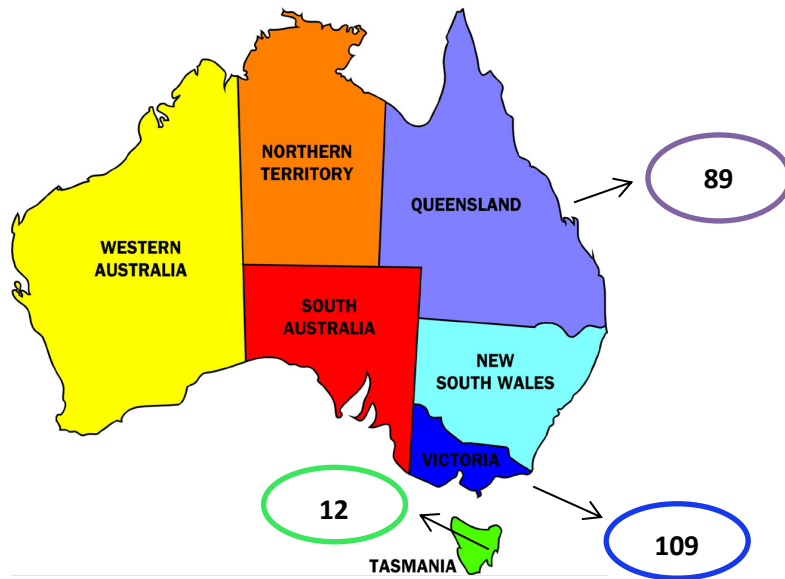 NORTHERN
TERRITORY
89
QUEENSLAND
WESTERN
AUSTRALIA
SOUTH
AUSTRALIA
NEW
SOUTH WALES
VICTORIA
12
109
TASMANIA